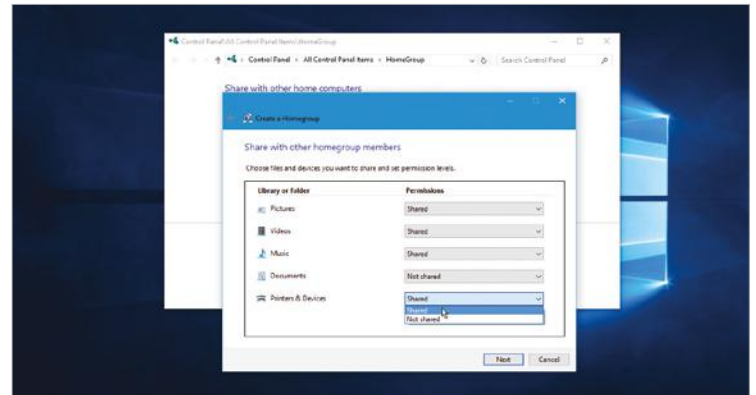 Control Panel\All Control Panel Items\HomeGroup
Control Panel › All Control Panel Items › HomeGroup
Search Control Panel
Share with other home computers
Create a Homegroup
Share with other homegroup members
Choose files and devices you want to share and set permission levels.
Library or folder Permissions
Pictures Shared
Videos Shared
Music Shared
Documents Not shared
Printers & Devices Shared
Shared
Not shared
Next Cancel